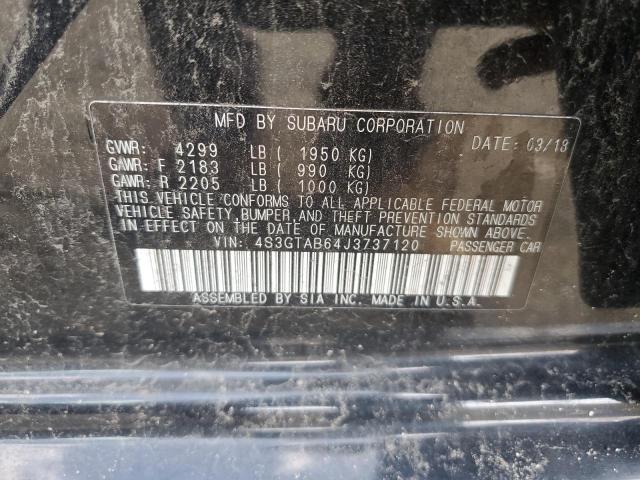 MFD BY SUBARU CORPORATION
DATE: 03/18
GVWR: 4299 LB ( 1950 KG)
GAWR: F 2183 LB ( 990 KG)
GAWR: R 2205 LB ( 1000 KG)
THIS VEHICLE CONFORMS TO ALL APPLICABLE FEDERAL MOTOR
VEHICLE SAFETY, BUMPER, AND THEFT PREVENTION STANDARDS
IN EFFECT ON THE DATE OF MANUFACTURE SHOWN ABOVE.
VIN: 4S3GTAB64J3737120 PASSENGER CAR
ASSEMBLED BY SIA INC. MADE IN U.S.A.